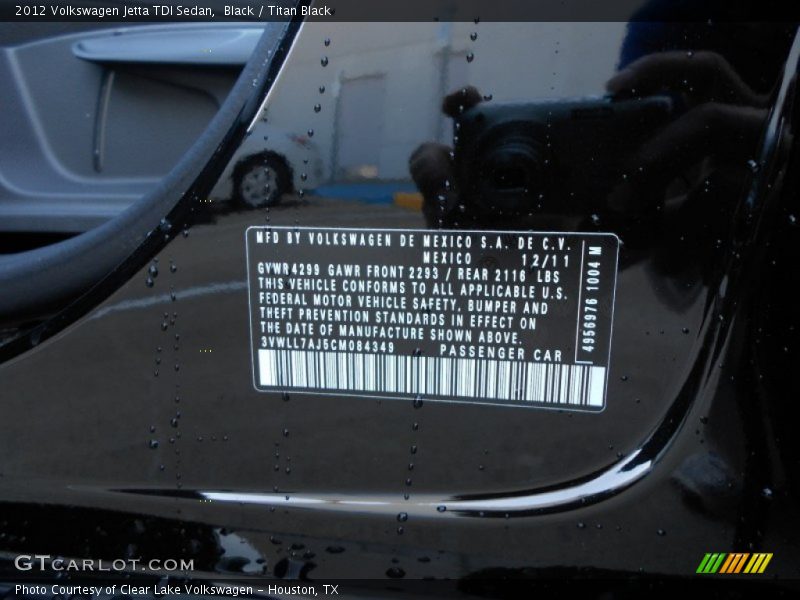 2012 Volkswagen Jetta TDI Sedan,  Black / Titan Black
MFD BY VOLKSWAGEN DE MEXICO S.A. DE C.V.
MEXICO 12/11
GVWR4299 GAWR FRONT 2293 / REAR 2116 LBS
THIS VEHICLE CONFORMS TO ALL APPLICABLE U.S.
FEDERAL MOTOR VEHICLE SAFETY, BUMPER AND
THEFT PREVENTION STANDARDS IN EFFECT ON
THE DATE OF MANUFACTURE SHOWN ABOVE.
3VWLL7AJ5CM084349 PASSENGER CAR
4956976 1004 M
GTCARLOT.COM
Photo Courtesy of Clear Lake Volkswagen - Houston, TX